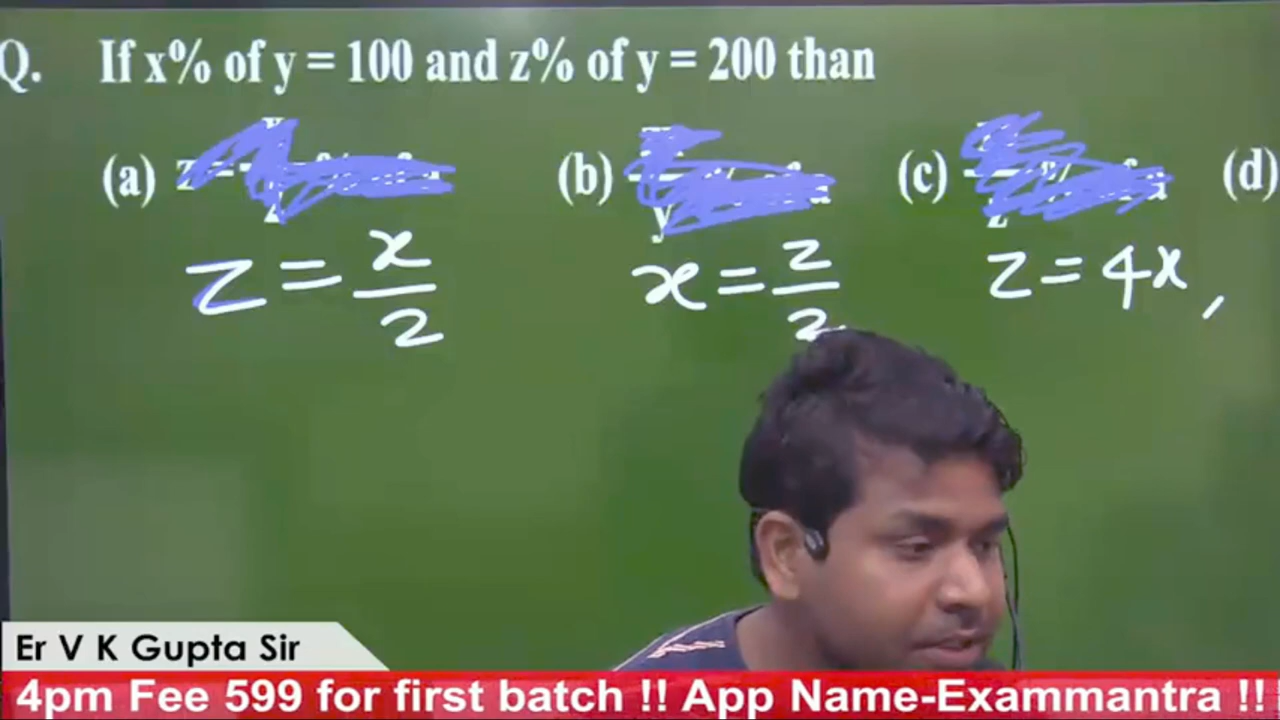 Q. If x% of y = 100 and z% of y = 200 than
(a) (b) (c) (d)
z = x/2 x = z/2 z = 4x,
Er V K Gupta Sir
4pm Fee 599 for first batch !! App Name-Exammantra !!